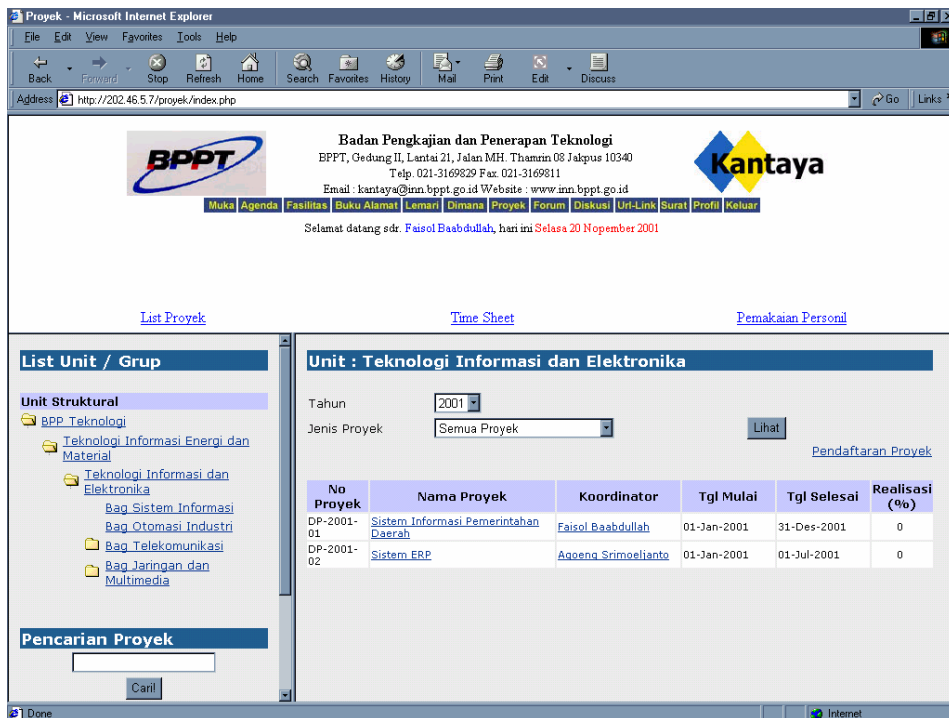 Proyek - Microsoft Internet Explorer
File Edit View Favorites Tools Help
Back Forward Stop Refresh Home Search Favorites History Mail Print Edit Discuss
Address http://202.46.5.7/proyek/index.php Go Links
BPPT
Badan Pengkajian dan Penerapan Teknologi
BPPT, Gedung II, Lantai 21, Jalan MH. Thamrin 08 Jakpus 10340
Telp. 021-3169829 Fax. 021-3169811
Email : kantaya@inn.bppt.go.id Website : www.inn.bppt.go.id
Kantaya
Muka Agenda Fasilitas Buku Alamat Lemari Dimana Proyek Forum Diskusi Url-Link Surat Profil Keluar
Selamat datang sdr. Faisol Baabdullah, hari ini Selasa 20 Nopember 2001
List Proyek Time Sheet Pemakaian Personil
List Unit / Grup
Unit Struktural
BPP Teknologi
Teknologi Informasi Energi dan
Material
Teknologi Informasi dan
Elektronika
Bag Sistem Informasi
Bag Otomasi Industri
Bag Telekomunikasi
Bag Jaringan dan
Multimedia
Pencarian Proyek
Cari!
Unit : Teknologi Informasi dan Elektronika
Tahun 2001
Jenis Proyek Semua Proyek Lihat
Pendaftaran Proyek
No Proyek Nama Proyek Koordinator Tgl Mulai Tgl Selesai Realisasi (%)
DP-2001-01 Sistem Informasi Pemerintahan Daerah Faisol Baabdullah 01-Jan-2001 31-Des-2001 0
DP-2001-02 Sistem ERP Agoeng Srimoeljanto 01-Jan-2001 01-Jul-2001 0
Done Internet